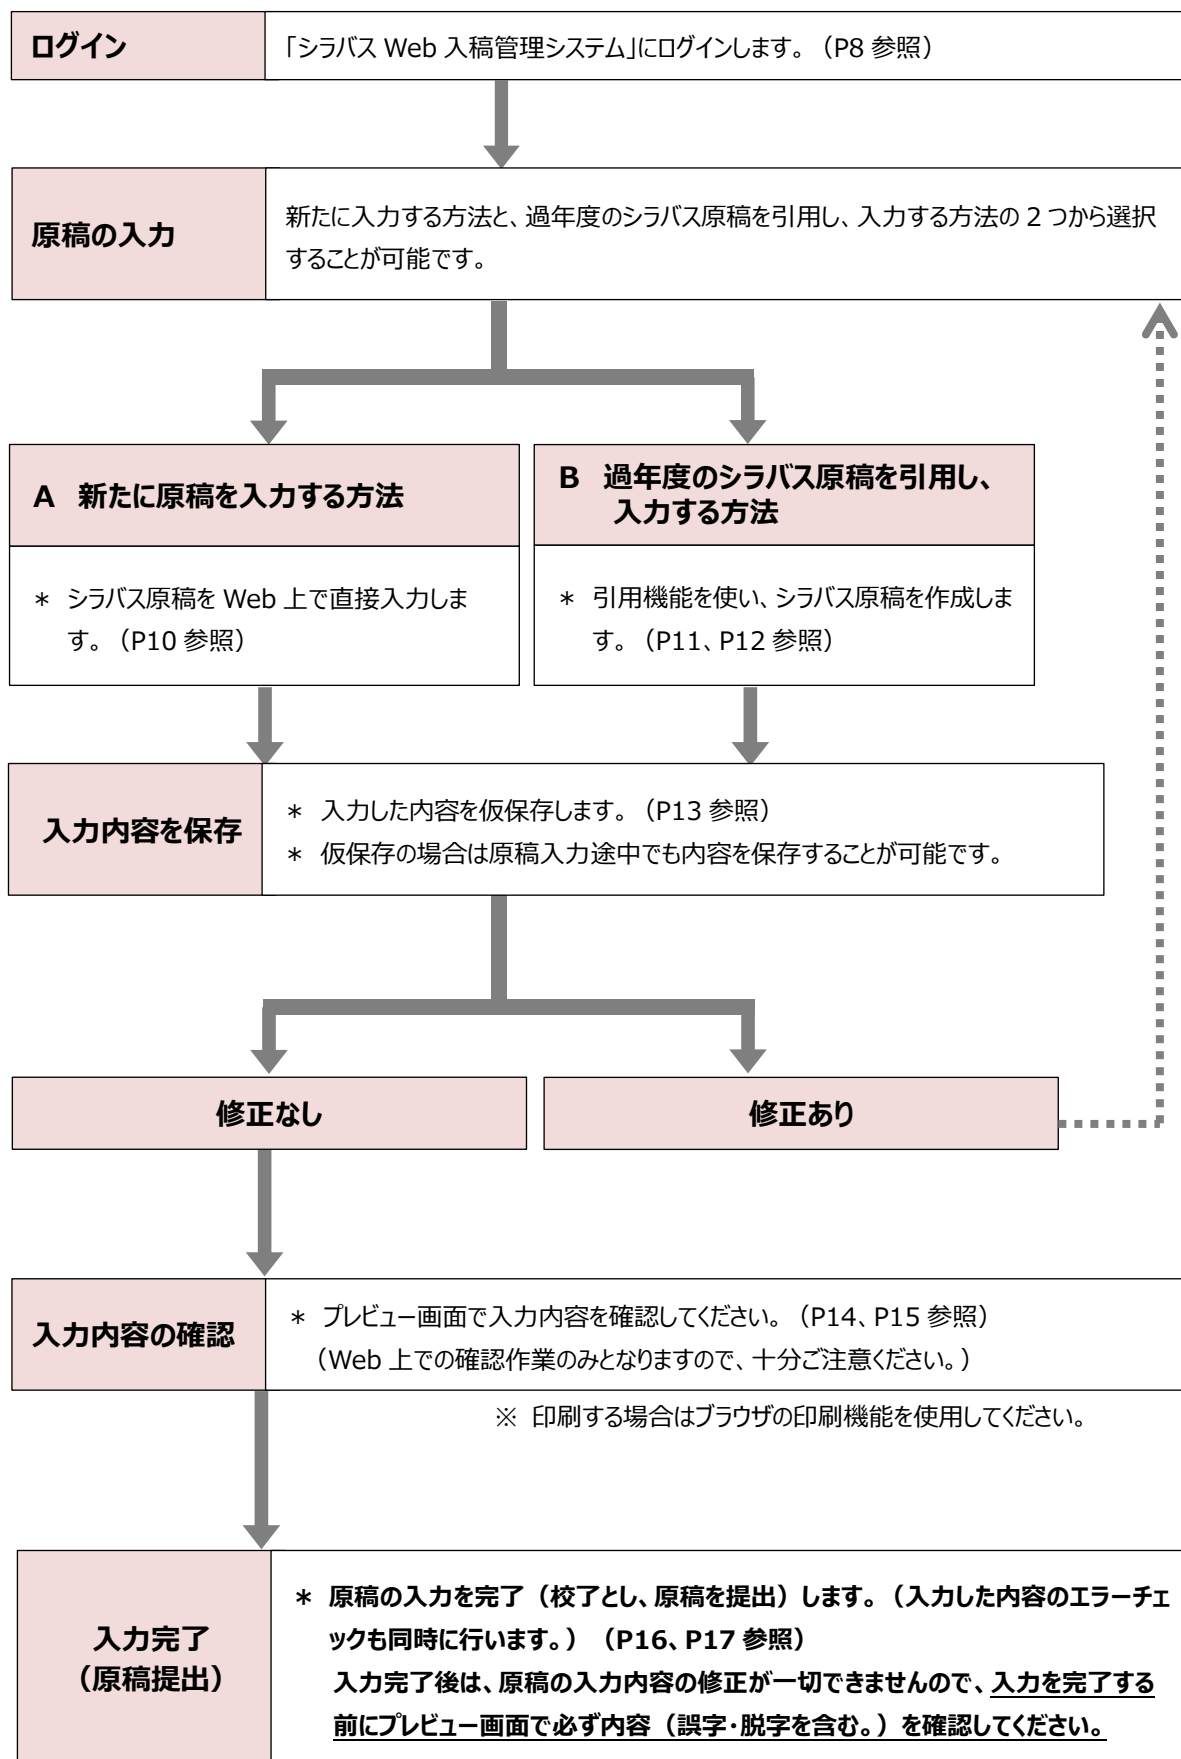 ログイン
「シラバス Web 入稿管理システム」にログインします。（P8 参照）
原稿の入力
新たに入力する方法と、過年度のシラバス原稿を引用し、入力する方法の 2 つから選択
することが可能です。
A 新たに原稿を入力する方法
＊ シラバス原稿を Web 上で直接入力しま
す。（P10 参照）
B 過年度のシラバス原稿を引用し、
入力する方法
＊ 引用機能を使い、シラバス原稿を作成しま
す。（P11、P12 参照）
入力内容を保存
＊ 入力した内容を仮保存します。（P13 参照）
＊ 仮保存の場合は原稿入力途中でも内容を保存することが可能です。
修正なし
修正あり
入力内容の確認
＊ プレビュー画面で入力内容を確認してください。（P14、P15 参照）
（Web 上での確認作業のみとなりますので、十分ご注意ください。）
※ 印刷する場合はブラウザの印刷機能を使用してください。
入力完了
（原稿提出）
＊ 原稿の入力を完了（校了とし、原稿を提出）します。（入力した内容のエラーチェ
ックも同時に行います。）（P16、P17 参照）
入力完了後は、原稿の入力内容の修正が一切できませんので、入力を完了する
前にプレビュー画面で必ず内容（誤字・脱字を含む。）を確認してください。